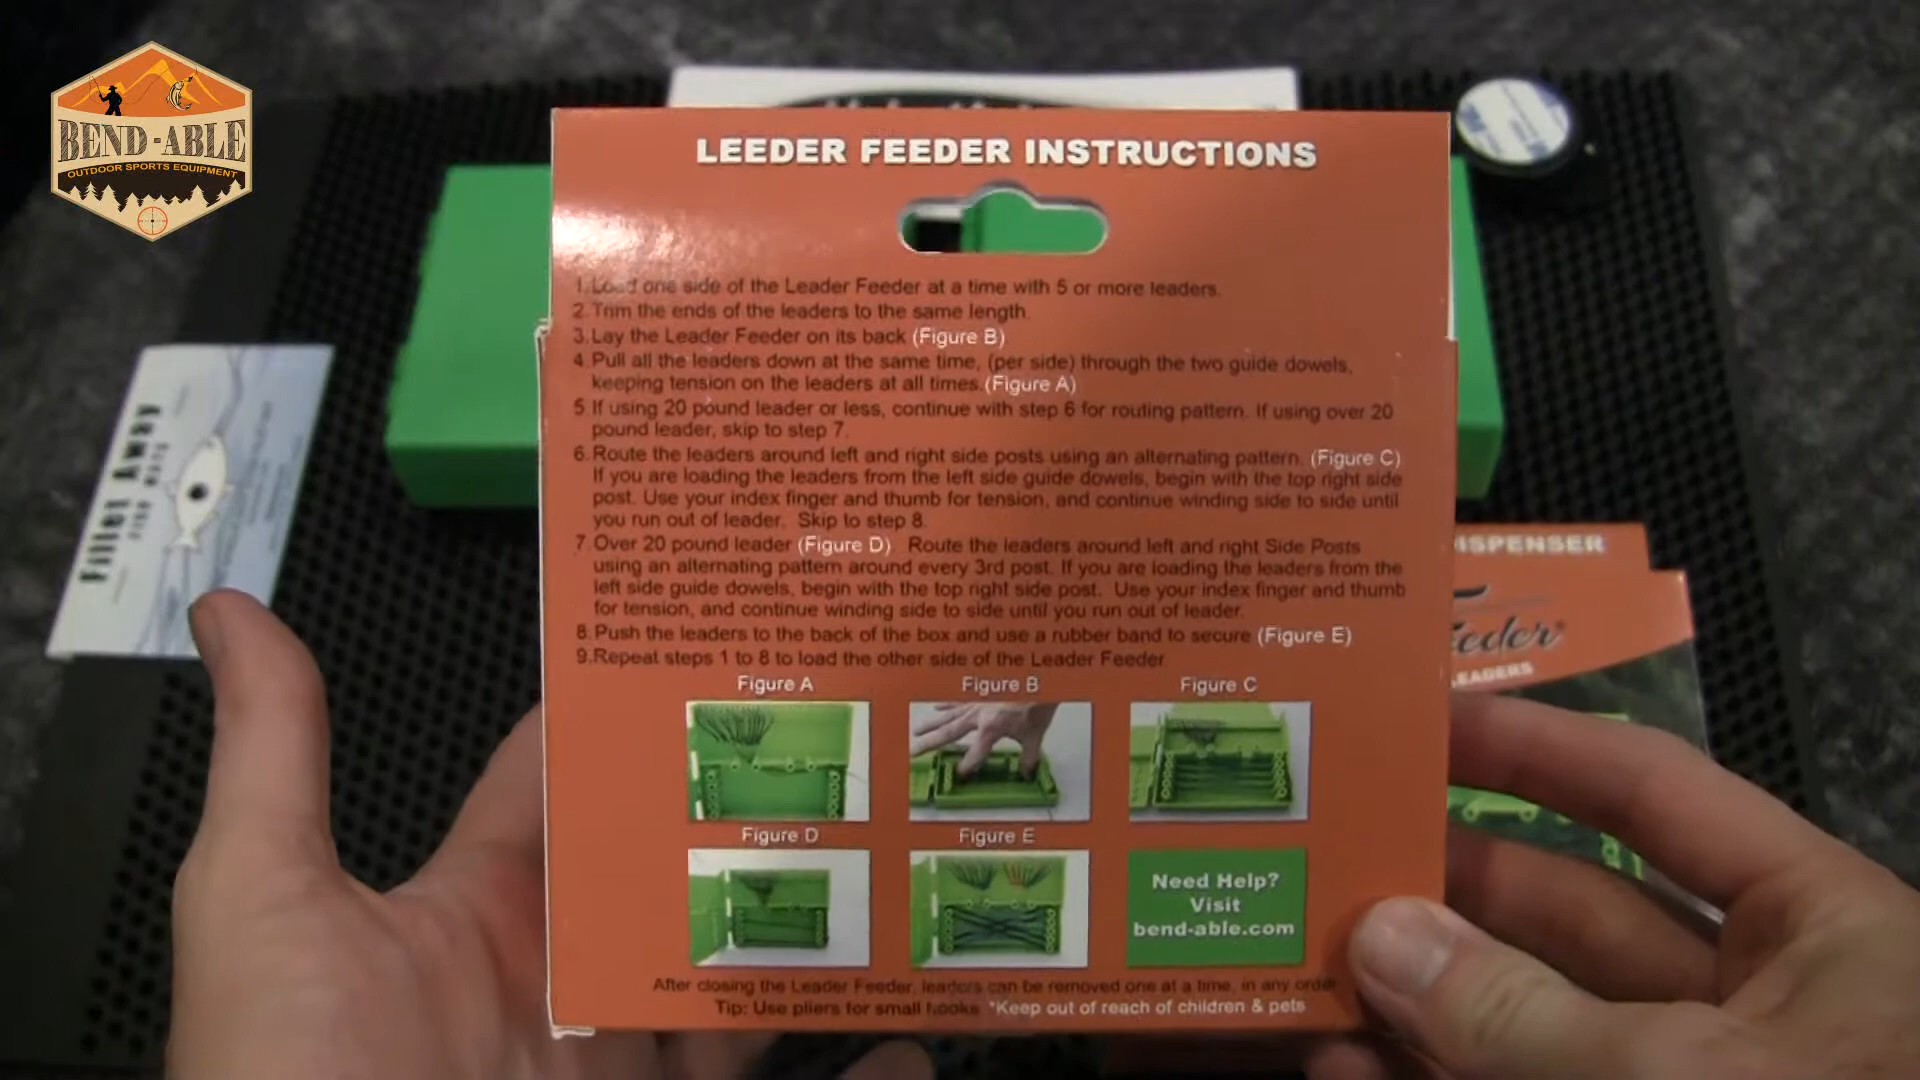 BEND-ABLE
OUTDOOR SPORTS EQUIPMENT
LEEDER FEEDER INSTRUCTIONS
1.Load one side of the Leader Feeder at a time with 5 or more leaders.
2.Trim the ends of the leaders to the same length.
3.Lay the Leader Feeder on its back (Figure B)
4.Pull all the leaders down at the same time, (per side) through the two guide dowels,
keeping tension on the leaders at all times.(Figure A)
5.If using 20 pound leader or less, continue with step 6 for routing pattern. If using over 20
pound leader, skip to step 7.
6.Route the leaders around left and right side posts using an alternating pattern. (Figure C)
If you are loading the leaders from the left side guide dowels, begin with the top right side
post. Use your index finger and thumb for tension, and continue winding side to side until
you run out of leader. Skip to step 8.
7.Over 20 pound leader (Figure D) Route the leaders around left and right Side Posts
using an alternating pattern around every 3rd post. If you are loading the leaders from the
left side guide dowels, begin with the top right side post. Use your index finger and thumb
for tension, and continue winding side to side until you run out of leader.
8.Push the leaders to the back of the box and use a rubber band to secure (Figure E)
9.Repeat steps 1 to 8 to load the other side of the Leader Feeder.
Figure A
Figure B
Figure C
Figure D
Figure E
Need Help?
Visit
bend-able.com
After closing the Leader Feeder, leaders can be removed one at a time, in any order
Tip: Use pliers for small hooks *Keep out of reach of children & pets
Fillet Away
ISPENSER
eeder®
LEADERS